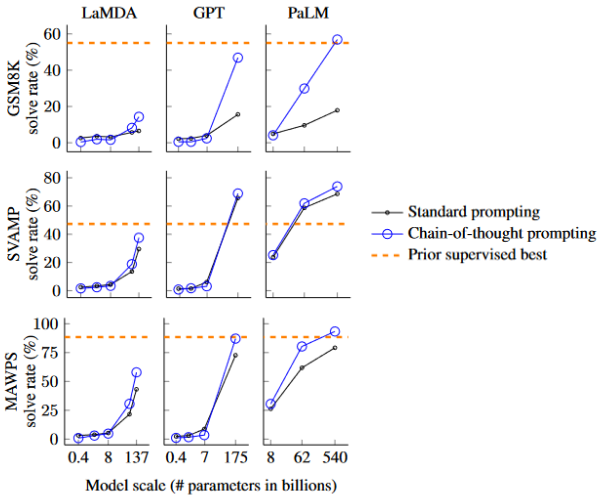 LaMDA GPT PaLM
GSM8K
solve rate (%)
60
40
20
0
SVAMP
solve rate (%)
80
60
40
20
0
MAWPS
solve rate (%)
100
75
50
25
0
0.4 8 137 0.4 7 175 8 62 540
Model scale (# parameters in billions)
Standard prompting
Chain-of-thought prompting
Prior supervised best